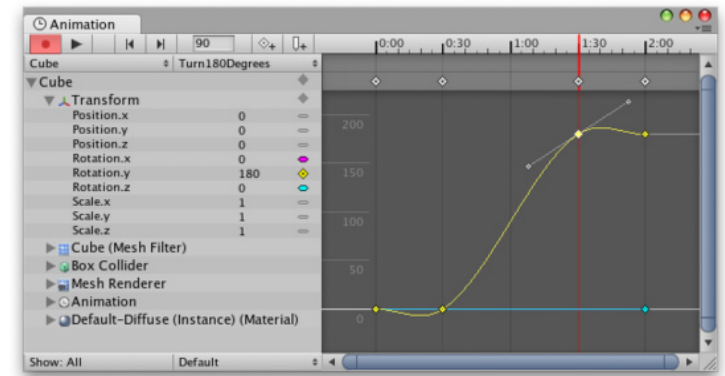 Animation
90
0:00 0:30 1:00 1:30 2:00
Cube Turn180Degrees
Cube
Transform
Position.x 0
Position.y 0
Position.z 0
Rotation.x 0
Rotation.y 180
Rotation.z 0
Scale.x 1
Scale.y 1
Scale.z 1
Cube (Mesh Filter)
Box Collider
Mesh Renderer
Animation
Default-Diffuse (Instance) (Material)
200
150
100
50
0
Show: All Default